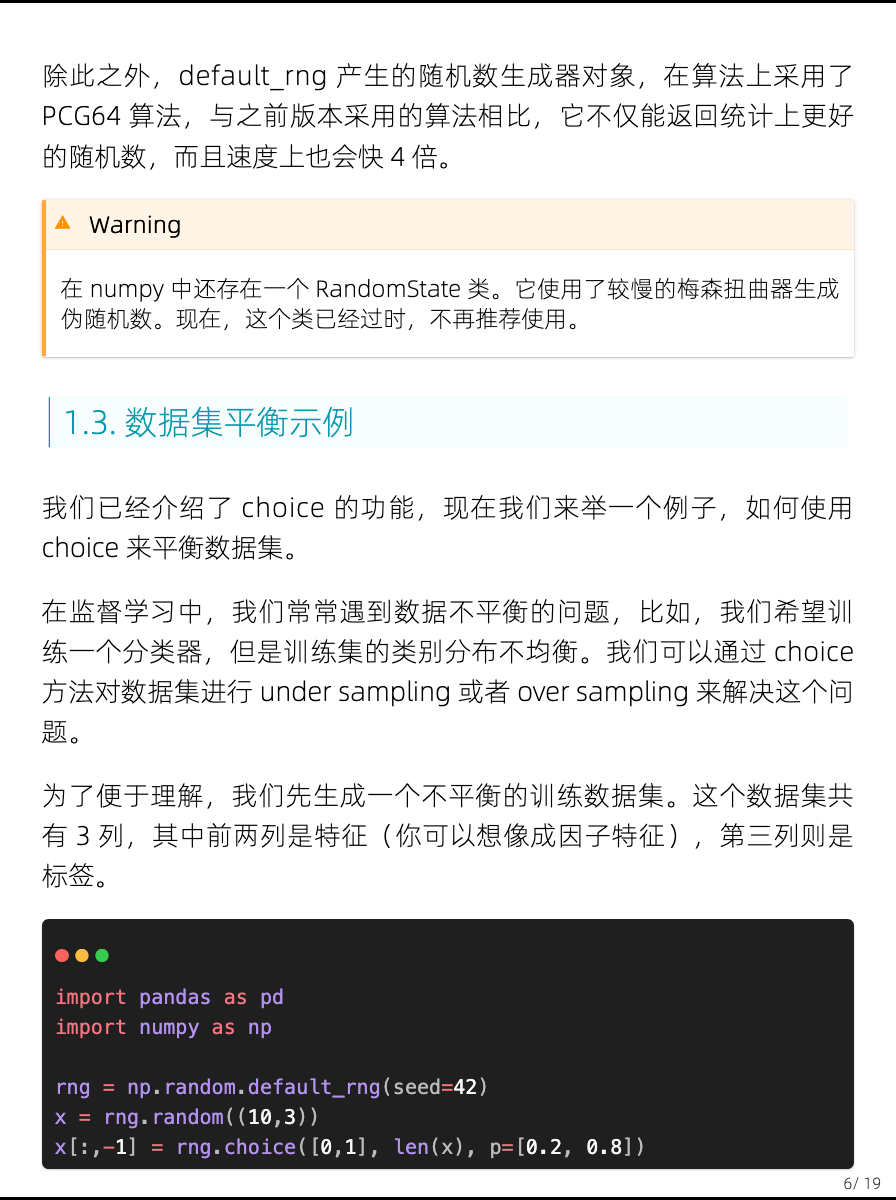 除此之外，default_rng 产生的随机数生成器对象，在算法上采用了
PCG64 算法，与之前版本采用的算法相比，它不仅能返回统计上更好
的随机数，而且速度上也会快 4 倍。
Warning
在 numpy 中还存在一个 RandomState 类。它使用了较慢的梅森扭曲器生成
伪随机数。现在，这个类已经过时，不再推荐使用。
1.3. 数据集平衡示例
我们已经介绍了 choice 的功能，现在我们来举一个例子，如何使用
choice 来平衡数据集。
在监督学习中，我们常常遇到数据不平衡的问题，比如，我们希望训
练一个分类器，但是训练集的类别分布不均衡。我们可以通过 choice
方法对数据集进行 under sampling 或者 over sampling 来解决这个问
题。
为了便于理解，我们先生成一个不平衡的训练数据集。这个数据集共
有 3 列，其中前两列是特征（你可以想像成因子特征），第三列则是
标签。
import pandas as pd
import numpy as np
rng = np.random.default_rng(seed=42)
x = rng.random((10,3))
x[:,-1] = rng.choice([0,1], len(x), p=[0.2, 0.8])
6/ 19